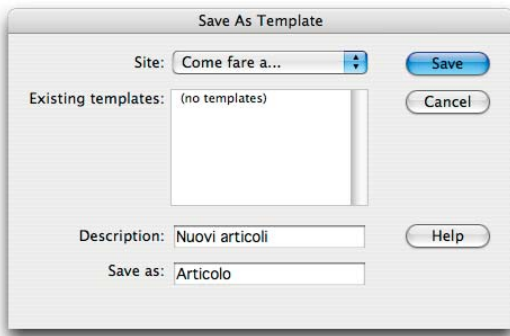 Save As Template
Site: Come fare a... Save
Existing templates: (no templates) Cancel
Description: Nuovi articoli Help
Save as: Articolo